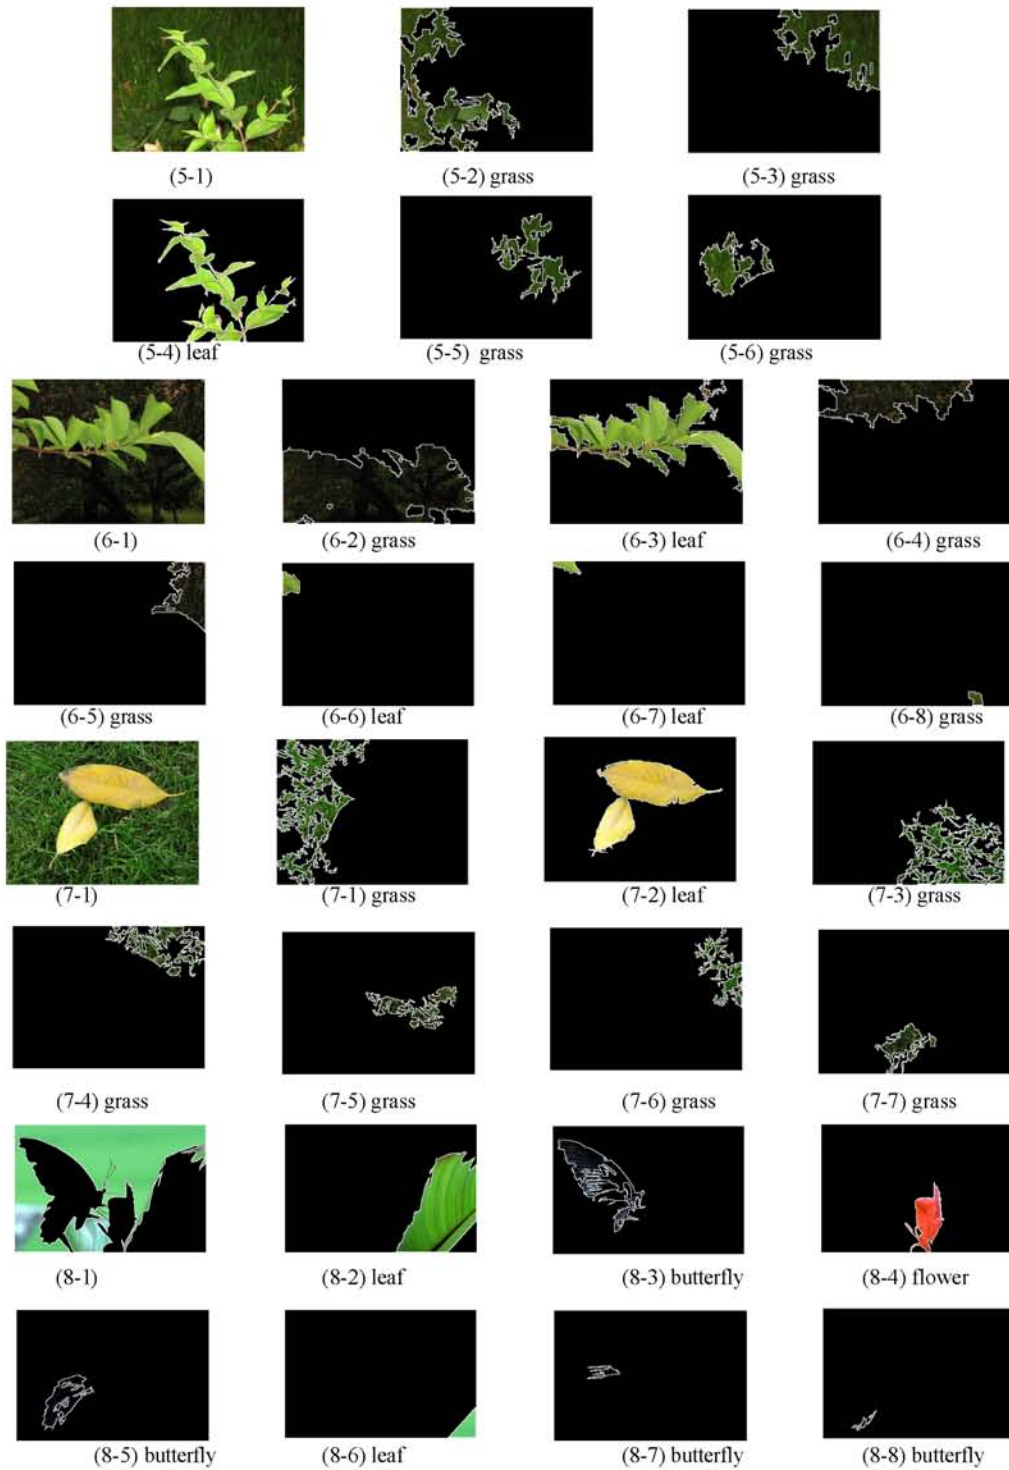 (5-1) (5-2) grass (5-3) grass
(5-4) leaf (5-5) grass (5-6) grass
(6-1) (6-2) grass (6-3) leaf (6-4) grass
(6-5) grass (6-6) leaf (6-7) leaf (6-8) grass
(7-1) (7-1) grass (7-2) leaf (7-3) grass
(7-4) grass (7-5) grass (7-6) grass (7-7) grass
(8-1) (8-2) leaf (8-3) butterfly (8-4) flower
(8-5) butterfly (8-6) leaf (8-7) butterfly (8-8) butterfly